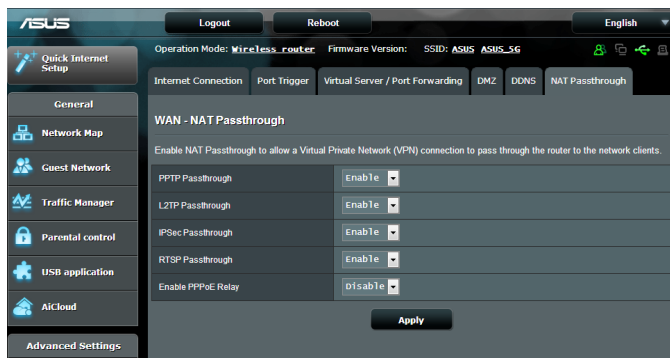 ASUS
Logout
Reboot
English
Quick Internet
Setup
Operation Mode: Wireless router Firmware Version: SSID: ASUS ASUS_5G
Internet Connection
Port Trigger
Virtual Server / Port Forwarding
DMZ
DDNS
NAT Passthrough
General
Network Map
Guest Network
Traffic Manager
Parental control
USB application
AiCloud
Advanced Settings
WAN - NAT Passthrough
Enable NAT Passthrough to allow a Virtual Private Network (VPN) connection to pass through the router to the network clients.
PPTP Passthrough Enable
L2TP Passthrough Enable
IPSec Passthrough Enable
RTSP Passthrough Enable
Enable PPPoE Relay Disable
Apply